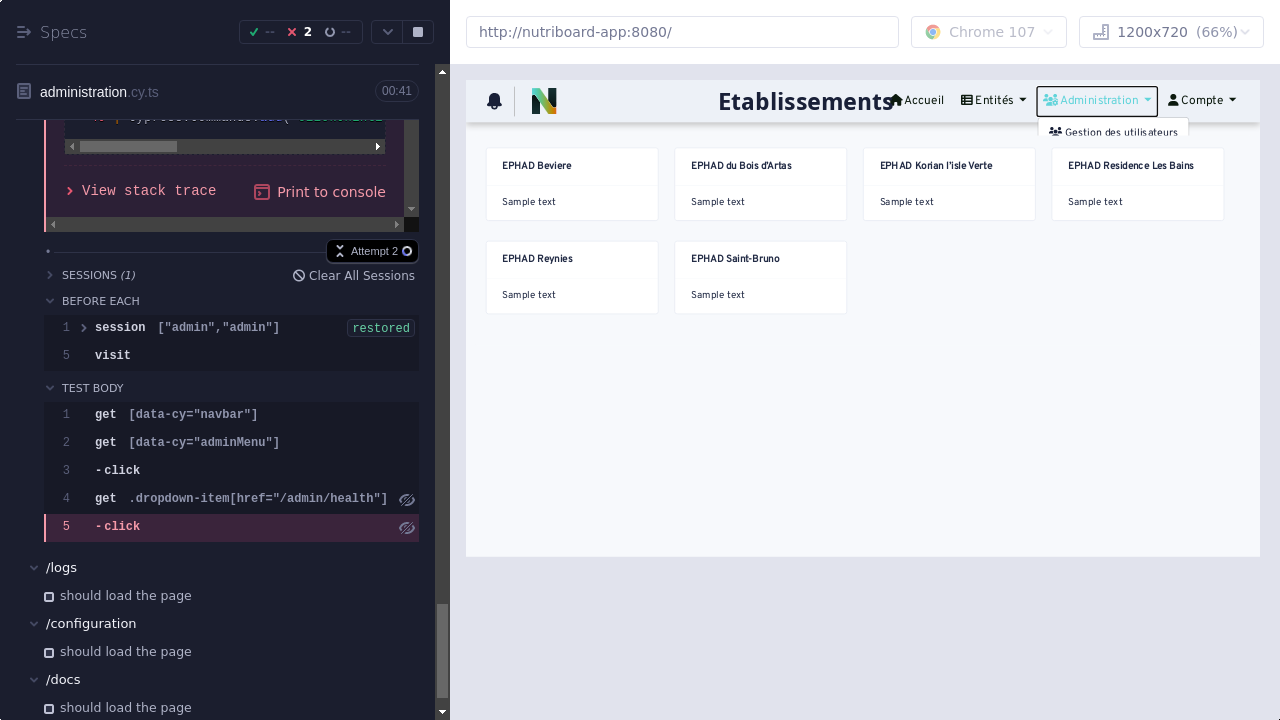 Specs
--
2
--
administration.cy.ts
00:41
View stack trace
Print to console
Attempt 2
SESSIONS (1)
Clear All Sessions
BEFORE EACH
1 session ["admin","admin"] restored
5 visit
TEST BODY
1 get [data-cy="navbar"]
2 get [data-cy="adminMenu"]
3 -click
4 get .dropdown-item[href="/admin/health"]
5 -click
/logs
should load the page
/configuration
should load the page
/docs
should load the page
http://nutriboard-app:8080/
Chrome 107
1200x720 (66%)
Etablissements
Accueil
Entités
Administration
Compte
Gestion des utilisateurs
EPHAD Beviere
Sample text
EPHAD du Bois d'Artas
Sample text
EPHAD Korian l'isle Verte
Sample text
EPHAD Residence Les Bains
Sample text
EPHAD Reynies
Sample text
EPHAD Saint-Bruno
Sample text